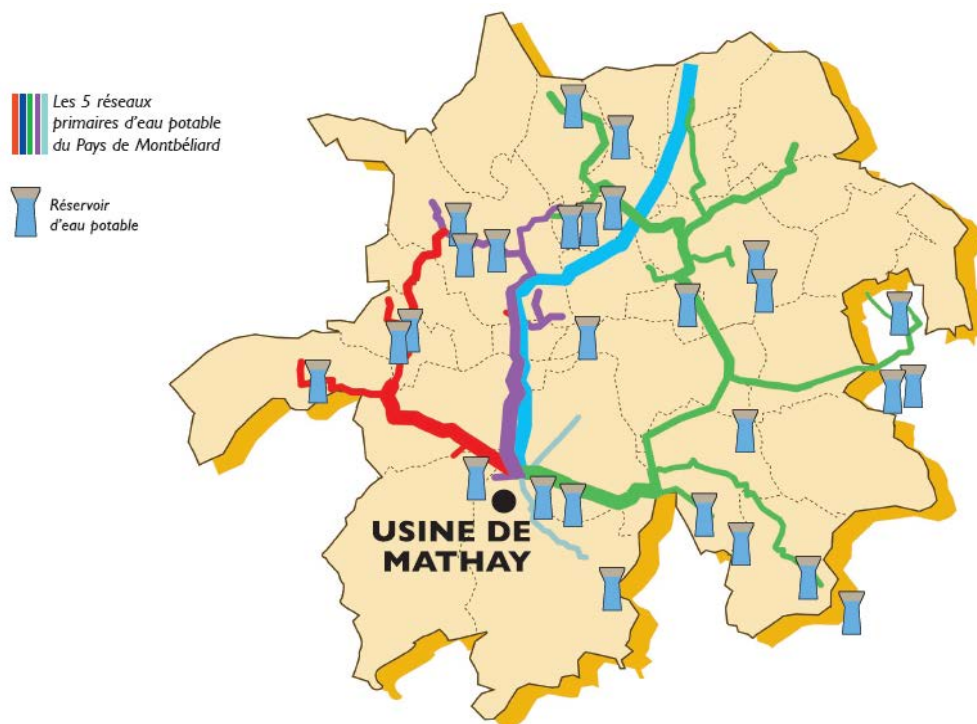 Les 5 réseaux
primaires d'eau potable
du Pays de Montbéliard
Réservoir
d'eau potable
USINE DE
MATHAY